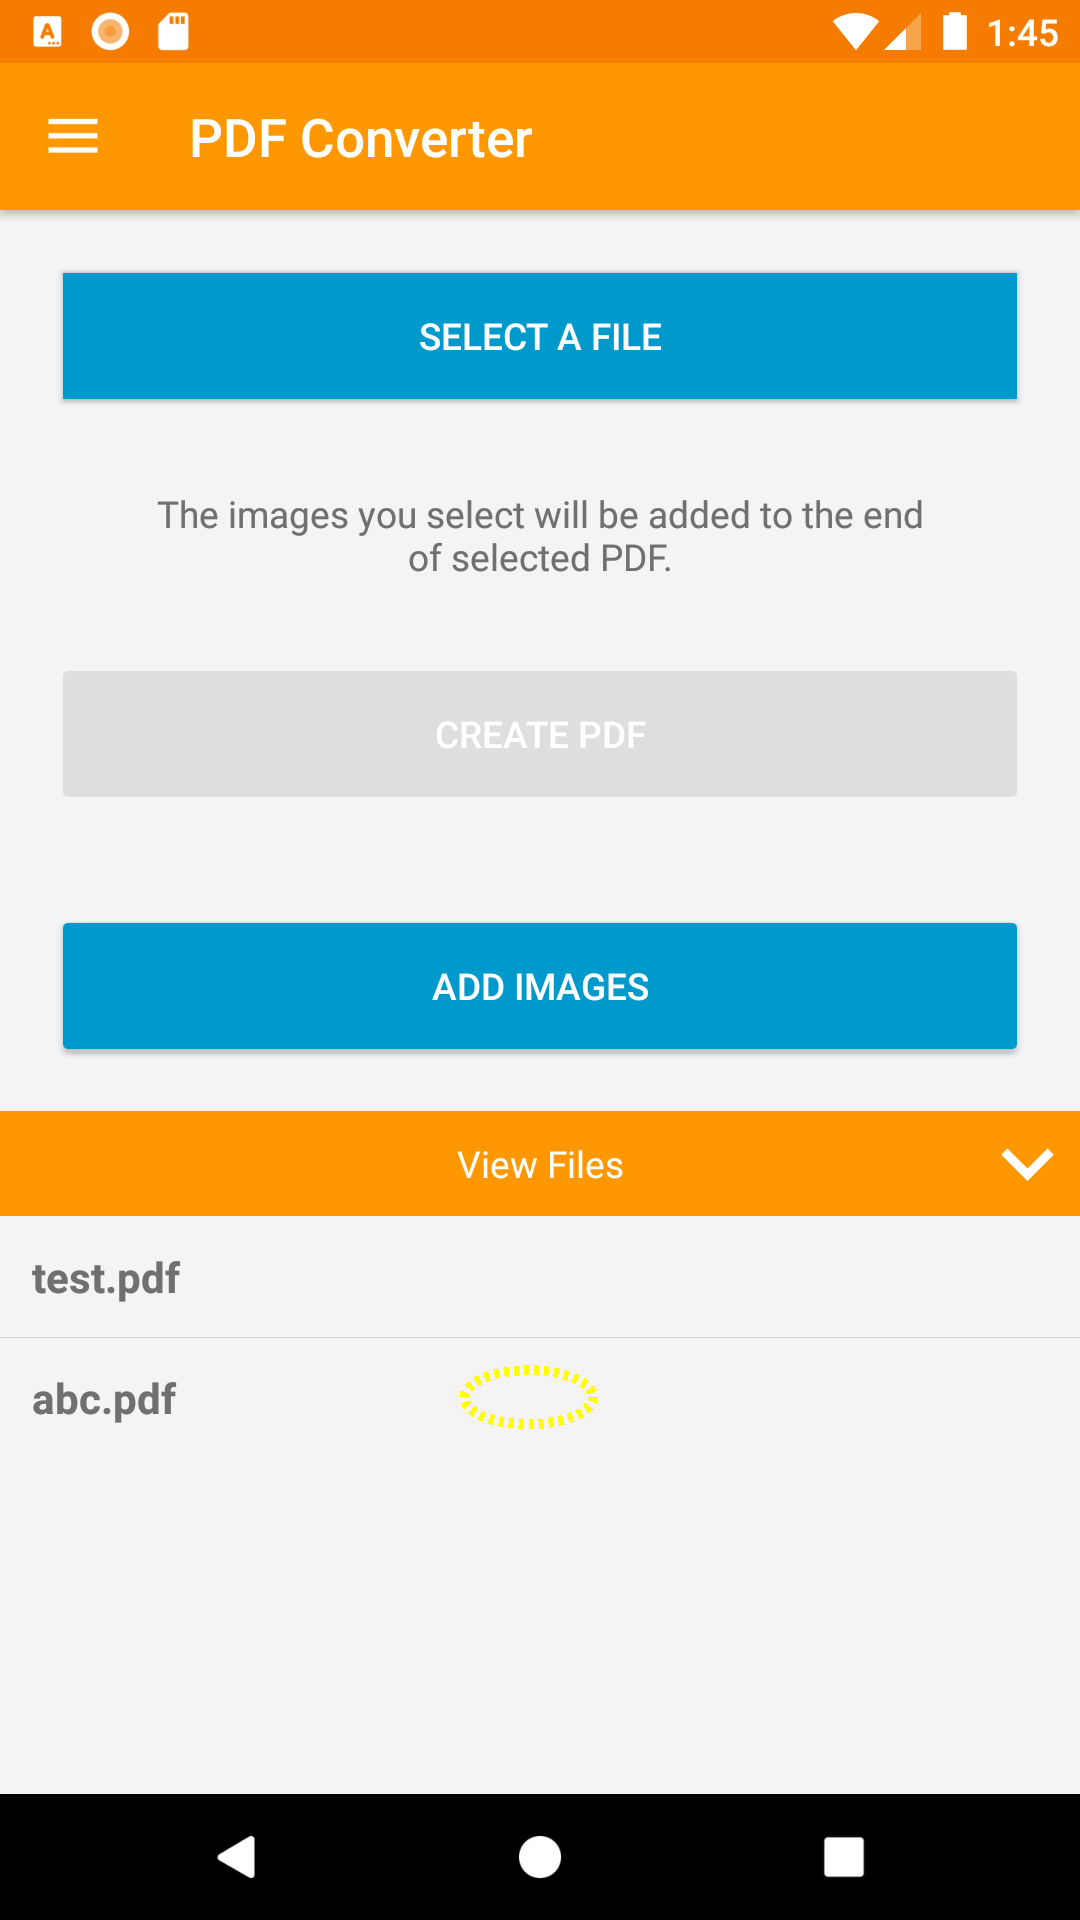 1:45
PDF Converter
SELECT A FILE
The images you select will be added to the end
of selected PDF.
CREATE PDF
ADD IMAGES
View Files
test.pdf
abc.pdf